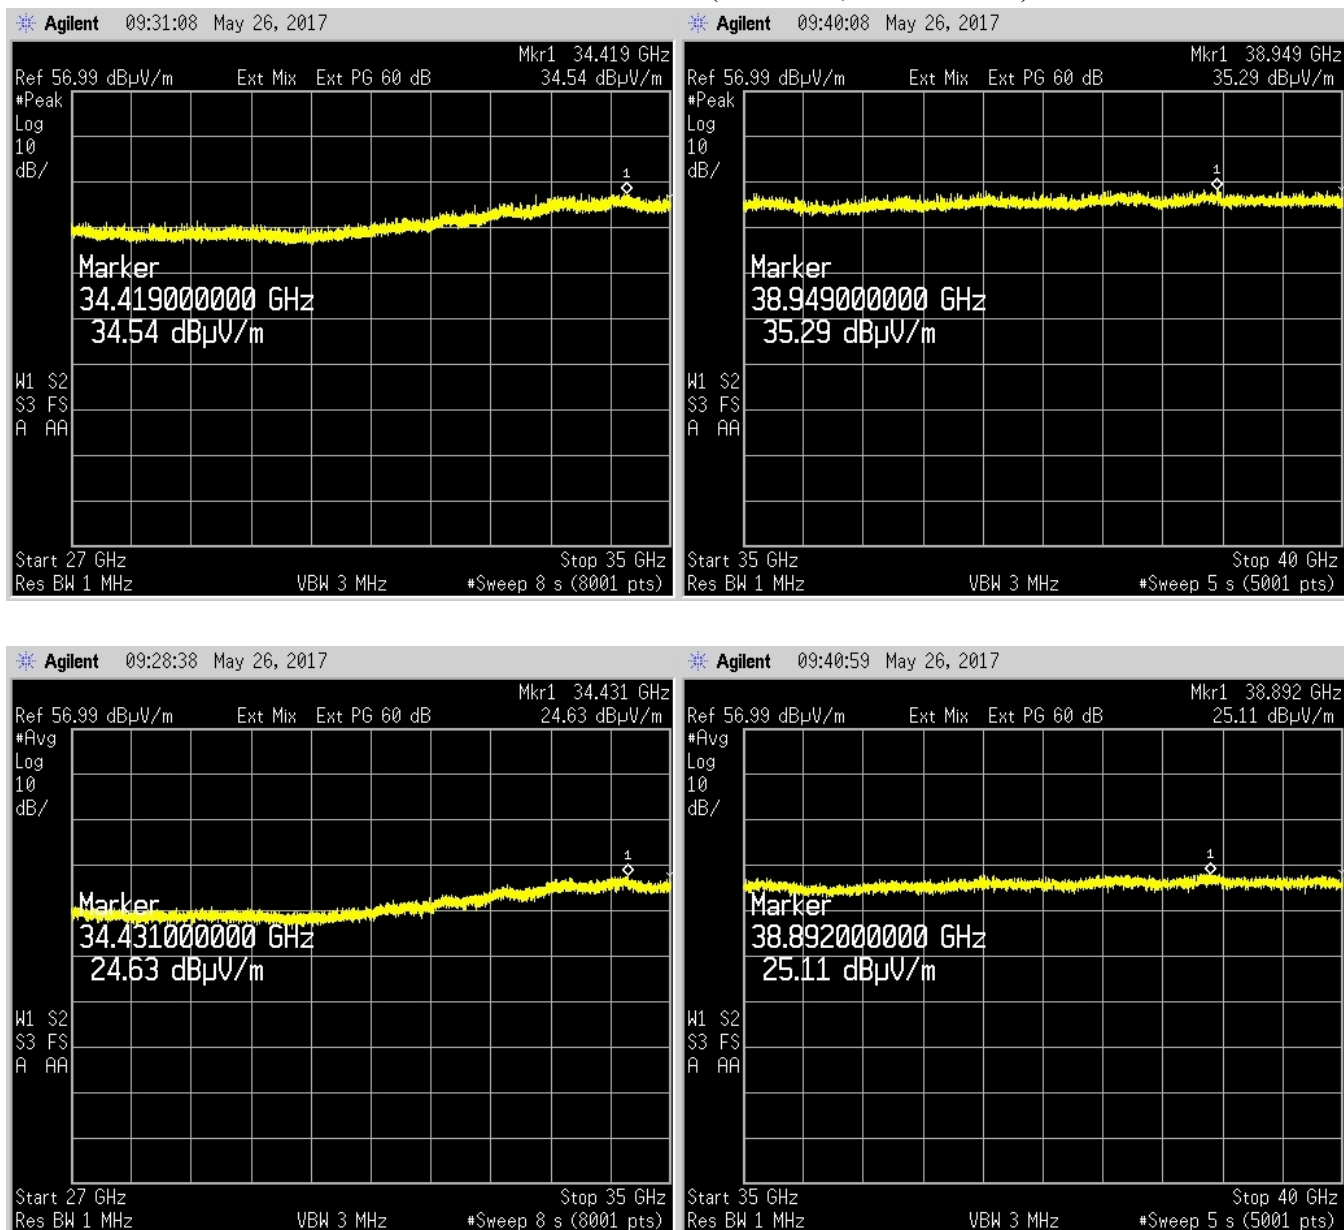 Agilent 09:31:08 May 26, 2017
Mkr1 34.419 GHz
Ref 56.99 dBµV/m Ext Mix Ext PG 60 dB 34.54 dBµV/m
#Peak
Log
10
dB/
1
Marker
34.419000000 GHz
34.54 dBµV/m
W1 S2
S3 FS
A AA
Start 27 GHz Stop 35 GHz
Res BW 1 MHz VBW 3 MHz #Sweep 8 s (8001 pts)
Agilent 09:40:08 May 26, 2017
Mkr1 38.949 GHz
Ref 56.99 dBµV/m Ext Mix Ext PG 60 dB 35.29 dBµV/m
#Peak
Log
10
dB/
1
Marker
38.949000000 GHz
35.29 dBµV/m
W1 S2
S3 FS
A AA
Start 35 GHz Stop 40 GHz
Res BW 1 MHz VBW 3 MHz #Sweep 5 s (5001 pts)
Agilent 09:28:38 May 26, 2017
Mkr1 34.431 GHz
Ref 56.99 dBµV/m Ext Mix Ext PG 60 dB 24.63 dBµV/m
#Avg
Log
10
dB/
1
Marker
34.431000000 GHz
24.63 dBµV/m
W1 S2
S3 FS
A AA
Start 27 GHz Stop 35 GHz
Res BW 1 MHz VBW 3 MHz #Sweep 8 s (8001 pts)
Agilent 09:40:59 May 26, 2017
Mkr1 38.892 GHz
Ref 56.99 dBµV/m Ext Mix Ext PG 60 dB 25.11 dBµV/m
#Avg
Log
10
dB/
1
Marker
38.892000000 GHz
25.11 dBµV/m
W1 S2
S3 FS
A AA
Start 35 GHz Stop 40 GHz
Res BW 1 MHz VBW 3 MHz #Sweep 5 s (5001 pts)